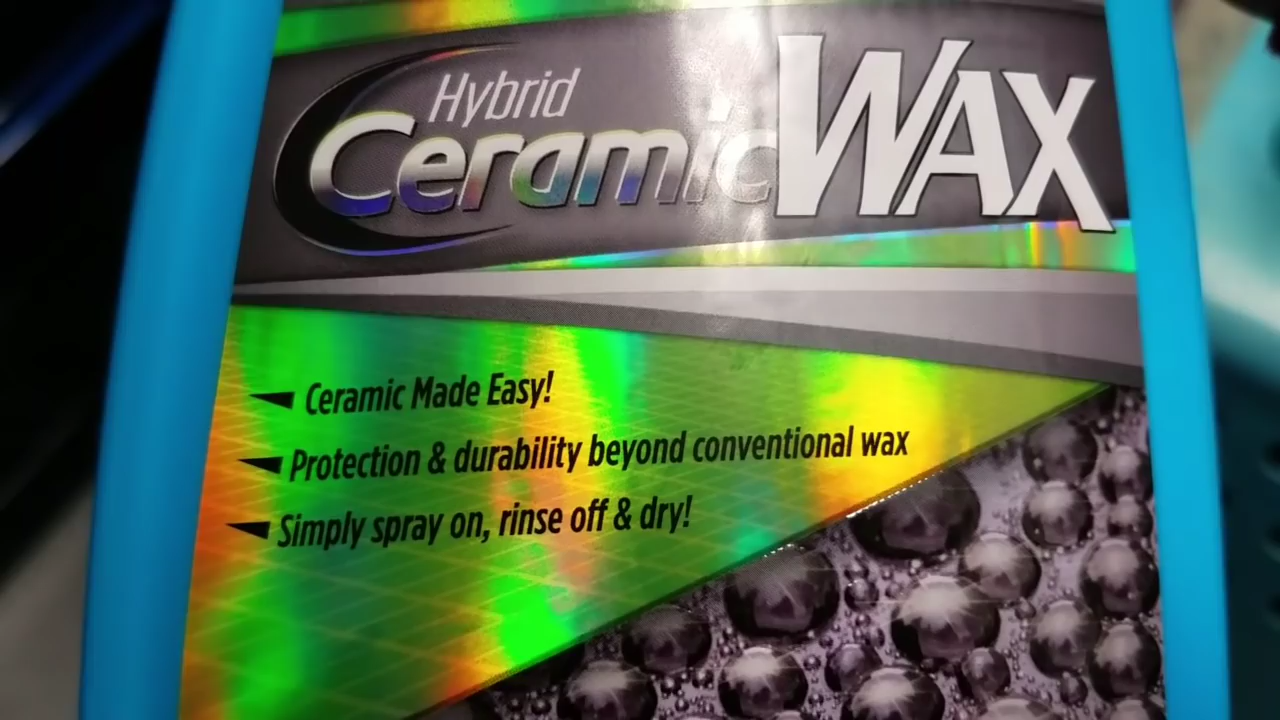 Hybrid
Ceramic WAX
Ceramic Made Easy!
Protection & durability beyond conventional wax
Simply spray on, rinse off & dry!